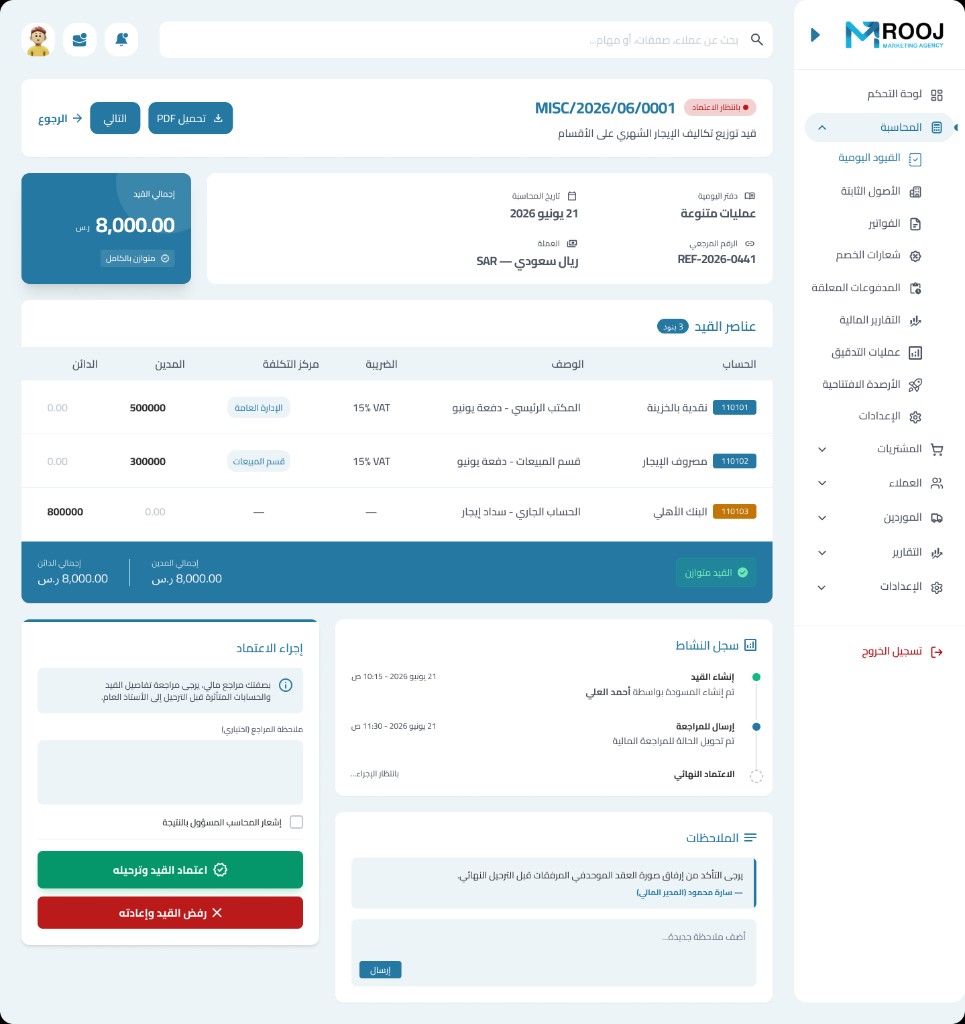 MROOJ
MARKETING AGENCY
لوحة التحكم
المحاسبة
القيود اليومية
الأصول الثابتة
الفواتير
شعارات الخصم
المدفوعات المعلقة
التقارير المالية
عمليات التدقيق
الأرصدة الافتتاحية
الإعدادات
المشتريات
العملاء
الموردين
التقارير
الإعدادات
تسجيل الخروج
بحث عن عملاء، صفقات، أو مهام...
بانتظار الاعتماد MISC/2026/06/0001
قيد توزيع تكاليف الإيجار الشهري على الأقسام
تحميل PDF
التالي
الرجوع
دفتر اليومية
عمليات متنوعة
تاريخ المحاسبة
21 يونيو 2026
الرقم المرجعي
REF-2026-0441
العملة
ريال سعودي — SAR
إجمالي القيد
8,000.00 ر.س
متوازن بالكامل
عناصر القيد 3 بنود
الحساب الوصف الضريبة مركز التكلفة المدين الدائن
110101 نقدية بالخزينة المكتب الرئيسي - دفعة يونيو 15% VAT الإدارة العامة 500000 0.00
110102 مصروف الإيجار قسم المبيعات - دفعة يونيو 15% VAT قسم المبيعات 300000 0.00
110103 البنك الأهلي الحساب الجاري - سداد إيجار — — 0.00 800000
القيد متوازن
إجمالي المدين
8,000.00 ر.س
إجمالي الدائن
8,000.00 ر.س
سجل النشاط
إنشاء القيد 21 يونيو 2026 - 10:15 ص
تم إنشاء المسودة بواسطة أحمد العلي
إرسال للمراجعة 21 يونيو 2026 - 11:30 ص
تم تحويل الحالة للمراجعة المالية
الاعتماد النهائي بانتظار الإجراء...
الملاحظات
يرجى التأكد من إرفاق صورة العقد الموحدفي المرفقات قبل الترحيل النهائي.
— سارة محمود (المدير المالي)
أضف ملاحظة جديدة...
إرسال
إجراء الاعتماد
بصفتك مراجع مالي، يرجى مراجعة تفاصيل القيد
والحسابات المتأثرة قبل الترحيل إلى الأستاذ العام.
ملاحظة المراجع (اختياري)
إشعار المحاسب المسؤول بالنتيجة
اعتماد القيد وترحيله
رفض القيد وإعادته